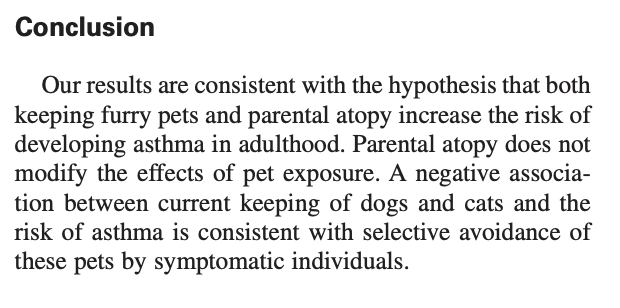 Conclusion
Our results are consistent with the hypothesis that both
keeping furry pets and parental atopy increase the risk of
developing asthma in adulthood. Parental atopy does not
modify the effects of pet exposure. A negative associa-
tion between current keeping of dogs and cats and the
risk of asthma is consistent with selective avoidance of
these pets by symptomatic individuals.